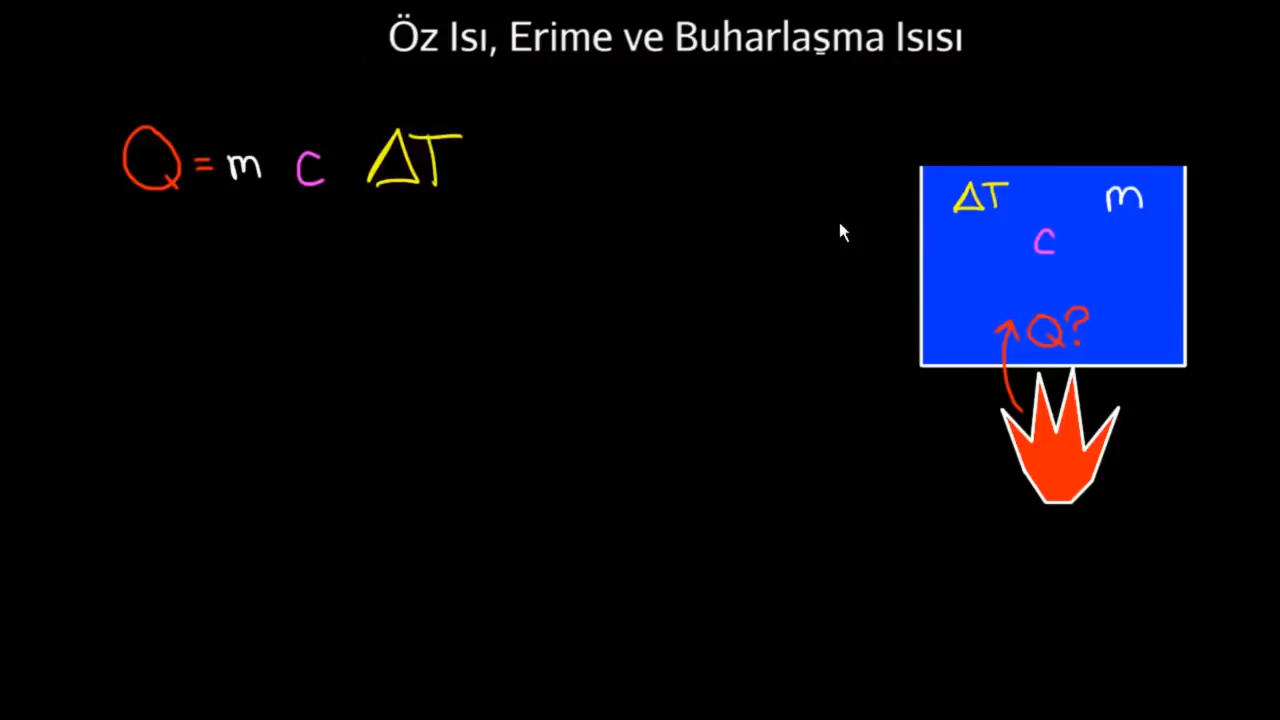 Öz Isı, Erime ve Buharlaşma Isısı
Q = m c ΔT
ΔT m
c
Q?